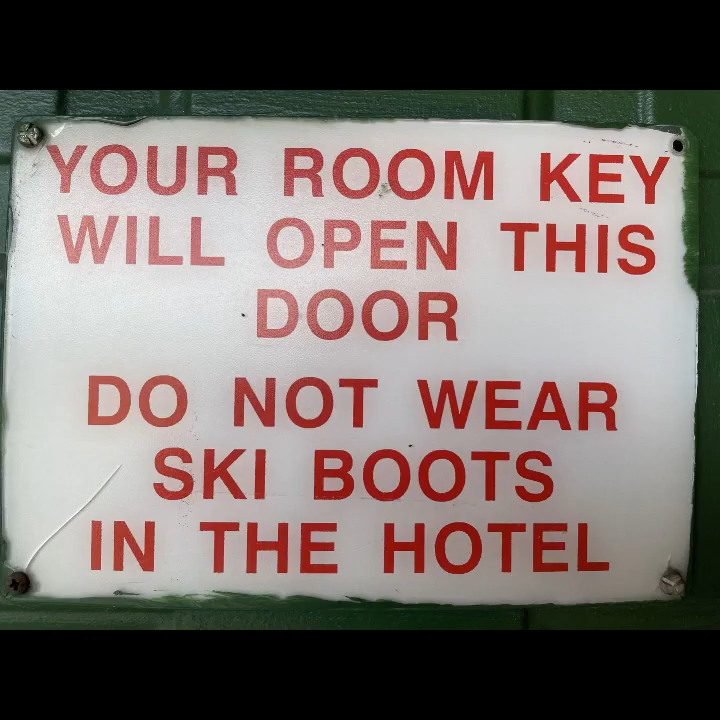 YOUR ROOM KEY
WILL OPEN THIS
DOOR
DO NOT WEAR
SKI BOOTS
IN THE HOTEL